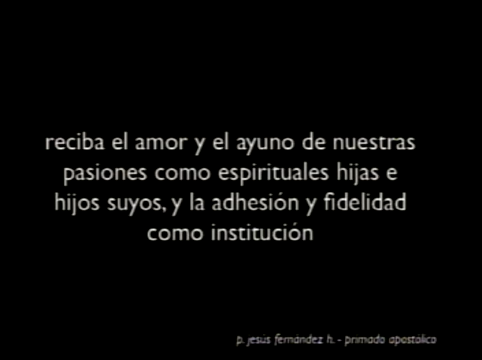 reciba el amor y el ayuno de nuestras
pasiones como espirituales hijas e
hijos suyos, y la adhesión y fidelidad
como institución
p. jesús fernández h. - primado apostólico